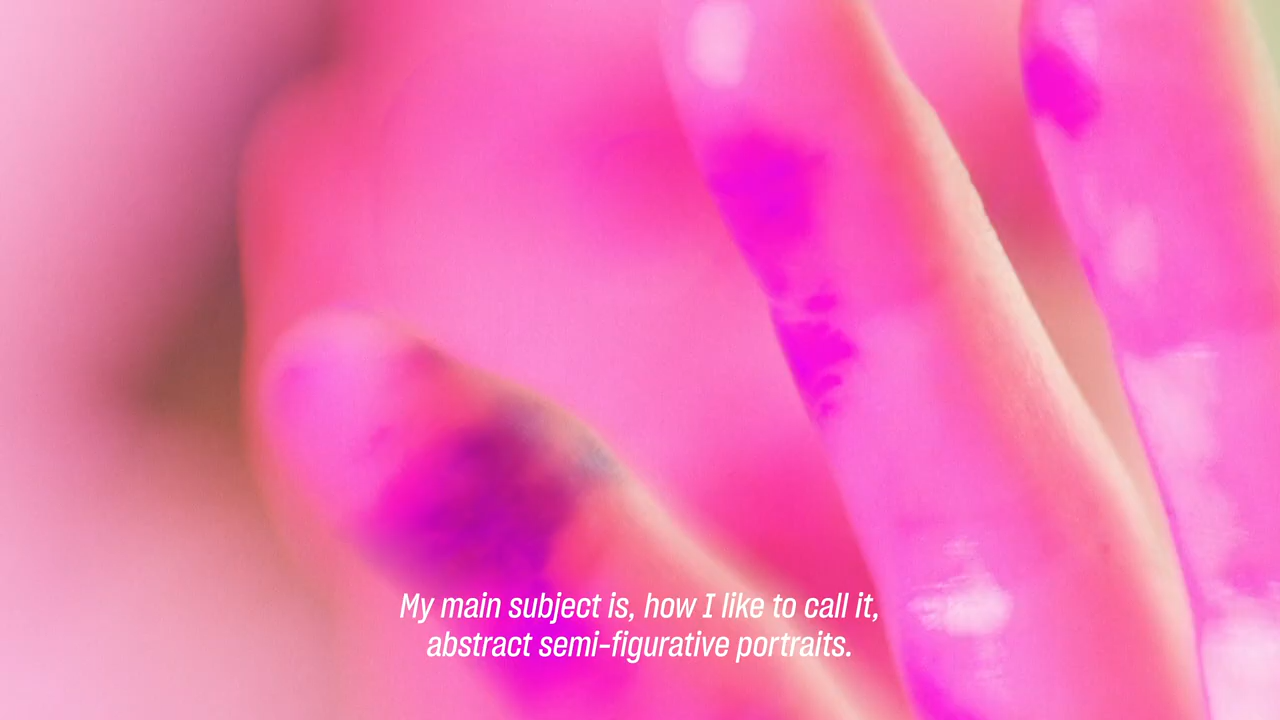 My main subject is, how I like to call it,
abstract semi-figurative portraits.